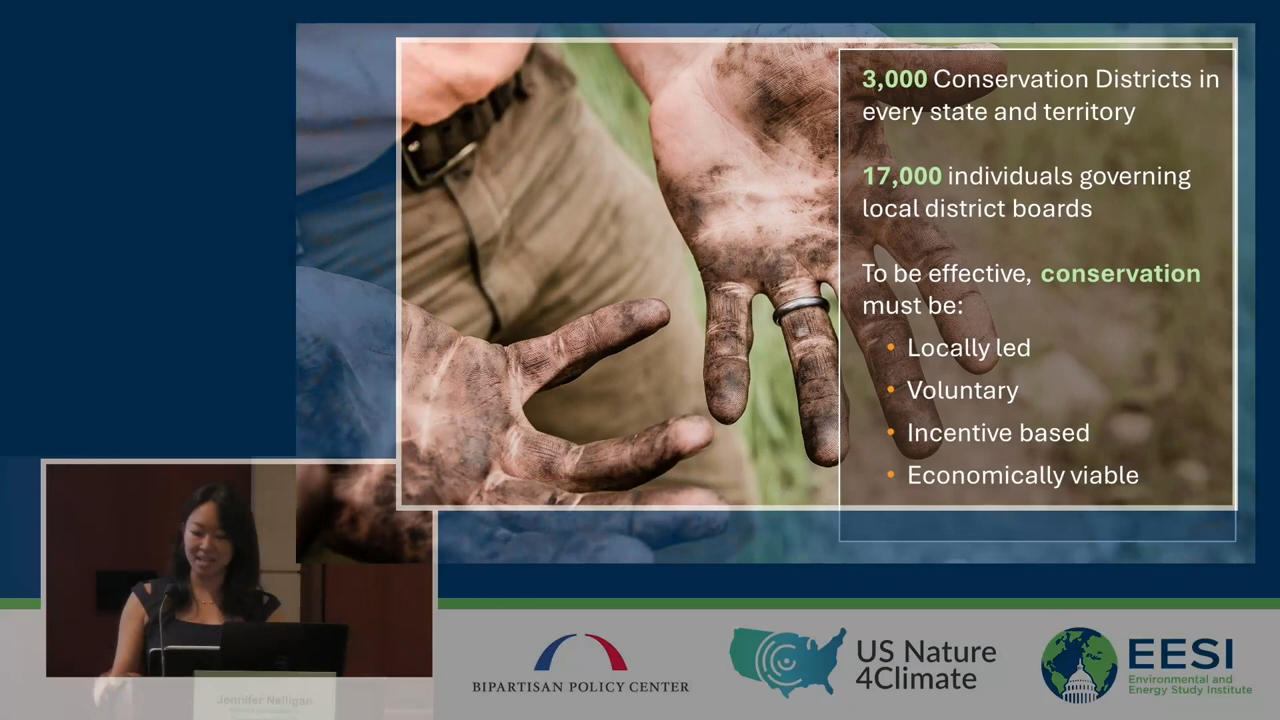 3,000 Conservation Districts in
every state and territory
17,000 individuals governing
local district boards
To be effective, conservation
must be:
• Locally led
• Voluntary
• Incentive based
• Economically viable
Jennifer Nelligan
BIPARTISAN POLICY CENTER
US Nature
4Climate
EESI
Environmental and
Energy Study Institute